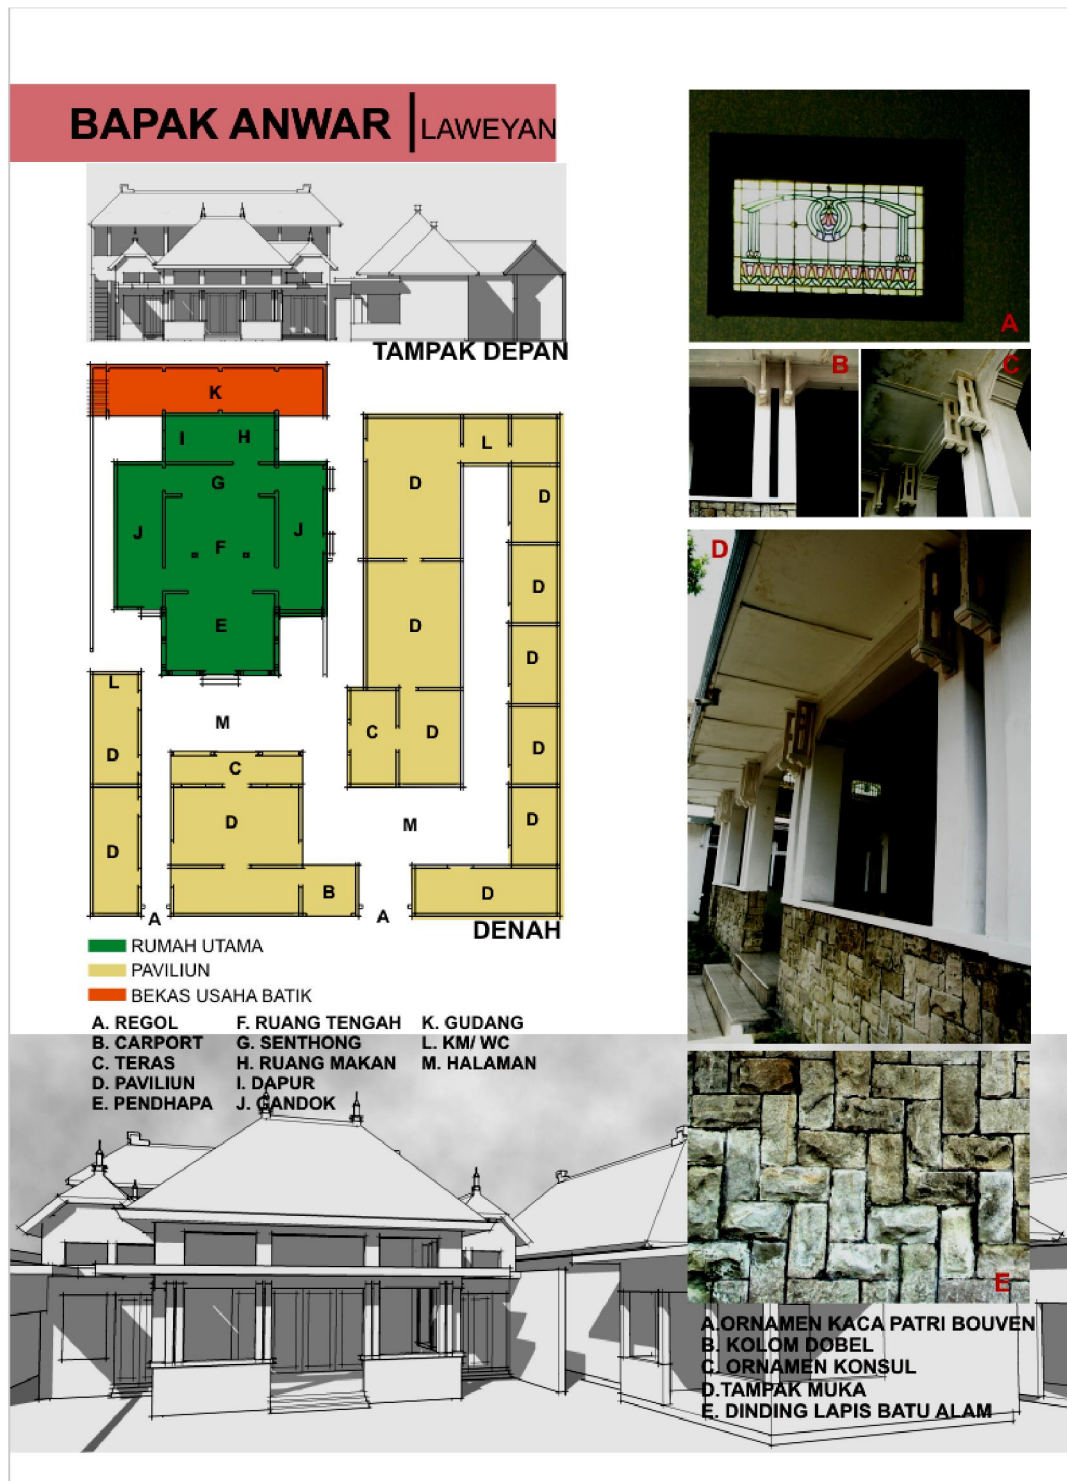 BAPAK ANWAR | LAWEYAN
A
TAMPAK DEPAN
B
C
K
I H
L
G
D
D
J
J
F
D
D
E
D
D
L
M
C
D
D
D
C
D
M
D
D
B
D
A
A
DENAH
RUMAH UTAMA
PAVILIUN
BEKAS USAHA BATIK
A. REGOL
B. CARPORT
C. TERAS
D. PAVILIUN
E. PENDHAPA
F. RUANG TENGAH
G. SENTHONG
H. RUANG MAKAN
I. DAPUR
J. GANDOK
K. GUDANG
L. KM/ WC
M. HALAMAN
D
E
A.ORNAMEN KACA PATRI BOUVEN
B. KOLOM DOBEL
C. ORNAMEN KONSUL
D.TAMPAK MUKA
E. DINDING LAPIS BATU ALAM